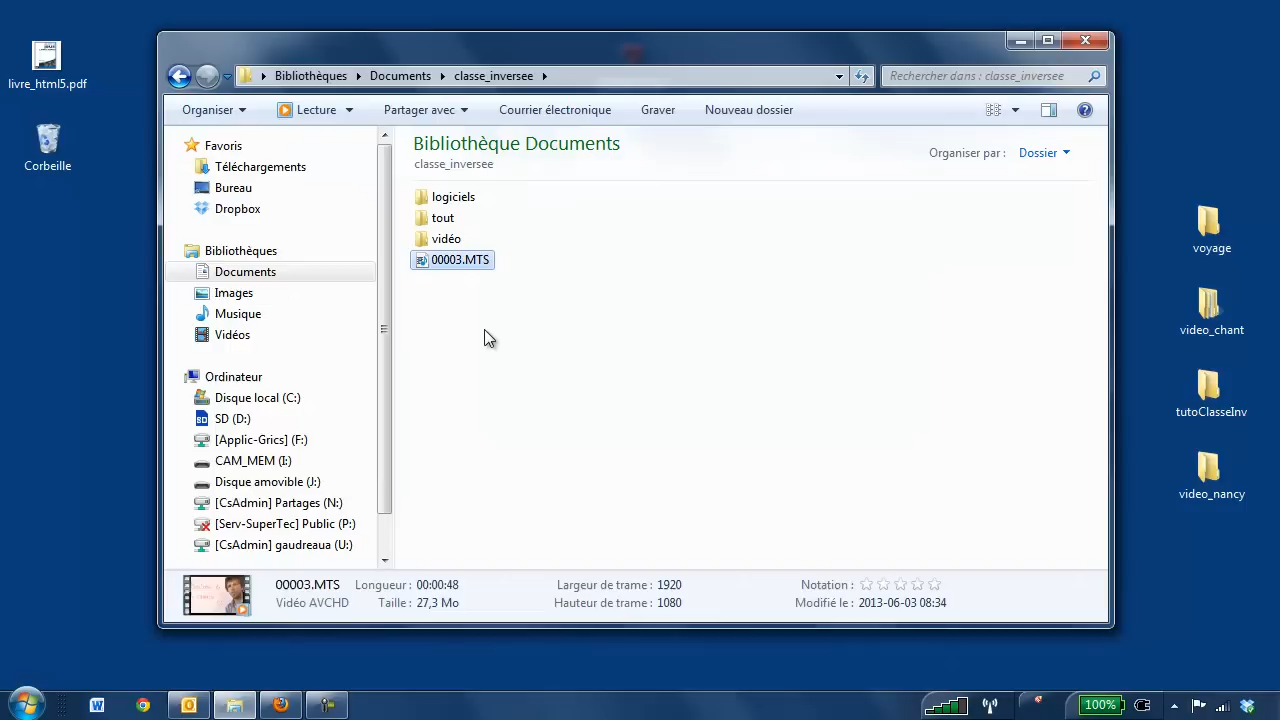 livre_html5.pdf
Corbeille
Bibliothèques Documents classe_inversee
Rechercher dans : classe_inversee
Organiser Lecture Partager avec Courrier électronique Graver Nouveau dossier
Favoris
Téléchargements
Bureau
Dropbox
Bibliothèques
Documents
Images
Musique
Vidéos
Ordinateur
Disque local (C:)
SD (D:)
[Applic-Grics] (F:)
CAM_MEM (I:)
Disque amovible (J:)
[CsAdmin] Partages (N:)
[Serv-SuperTec] Public (P:)
[CsAdmin] gaudreaua (U:)
Bibliothèque Documents
classe_inversee
Organiser par : Dossier
logiciels
tout
vidéo
00003.MTS
00003.MTS Longueur : 00:00:48 Largeur de trame : 1920 Notation :
Vidéo AVCHD Taille : 27,3 Mo Hauteur de trame : 1080 Modifié le : 2013-06-03 08:34
voyage
video_chant
tutoClasseInv
video_nancy
100%